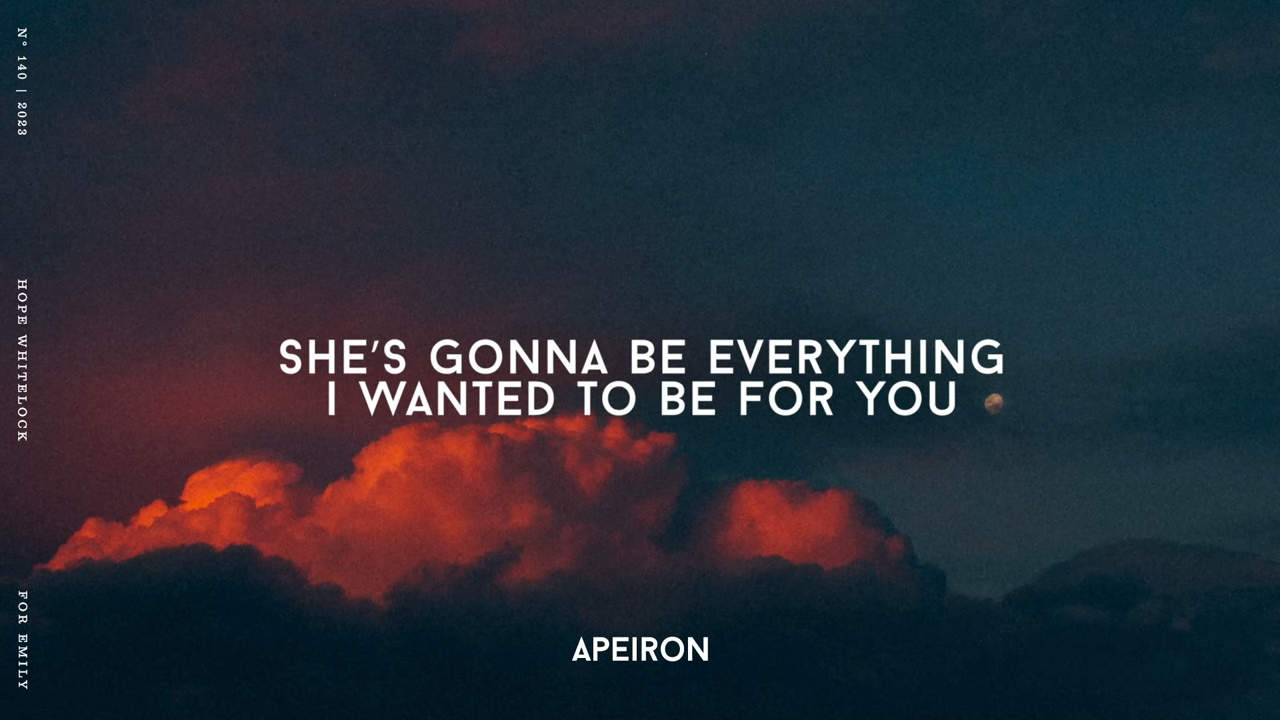 N° 140 | 2023
HOPE WHITELOCK
FOR EMILY
SHE'S GONNA BE EVERYTHING
I WANTED TO BE FOR YOU
APEIRON